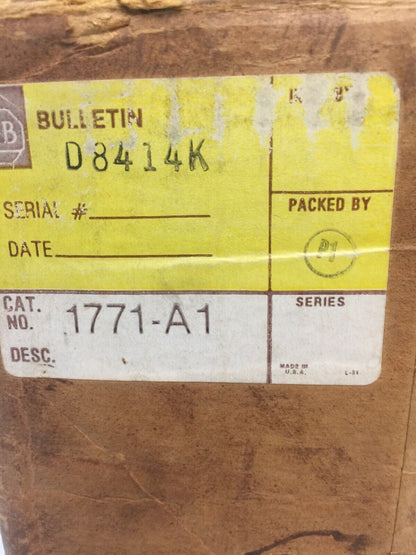 B
BULLETIN
D8414K
SERIAL #
PACKED BY
P1
DATE
CAT. NO. 1771-A1
SERIES
DESC.
MADE IN U.S.A.